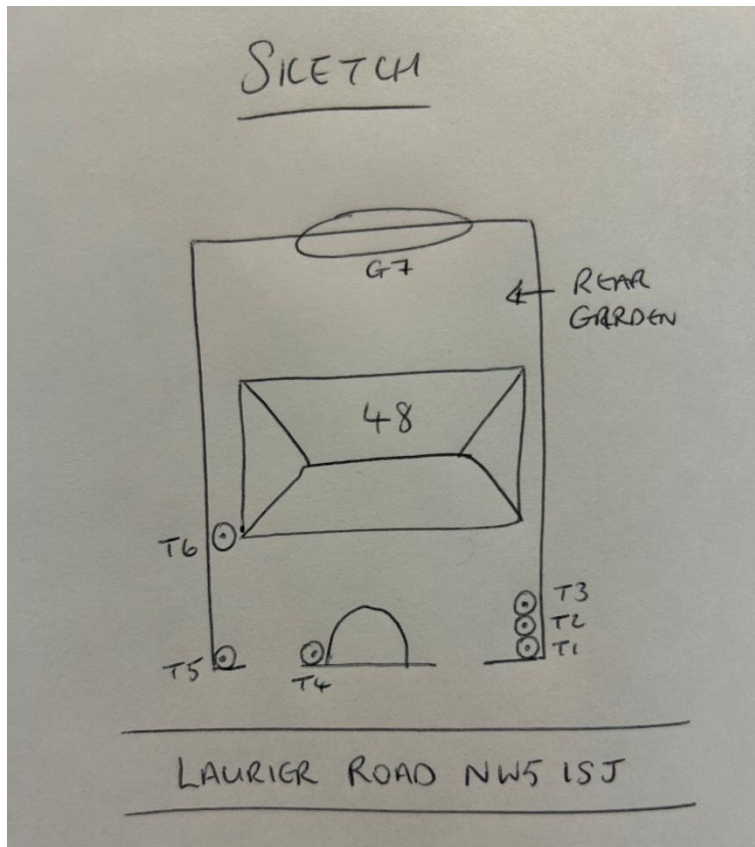 SKETCH
G7
REAR
GARDEN
48
T6
T3
T2
T1
T5
T4
LAURIER ROAD NW5 1SJ